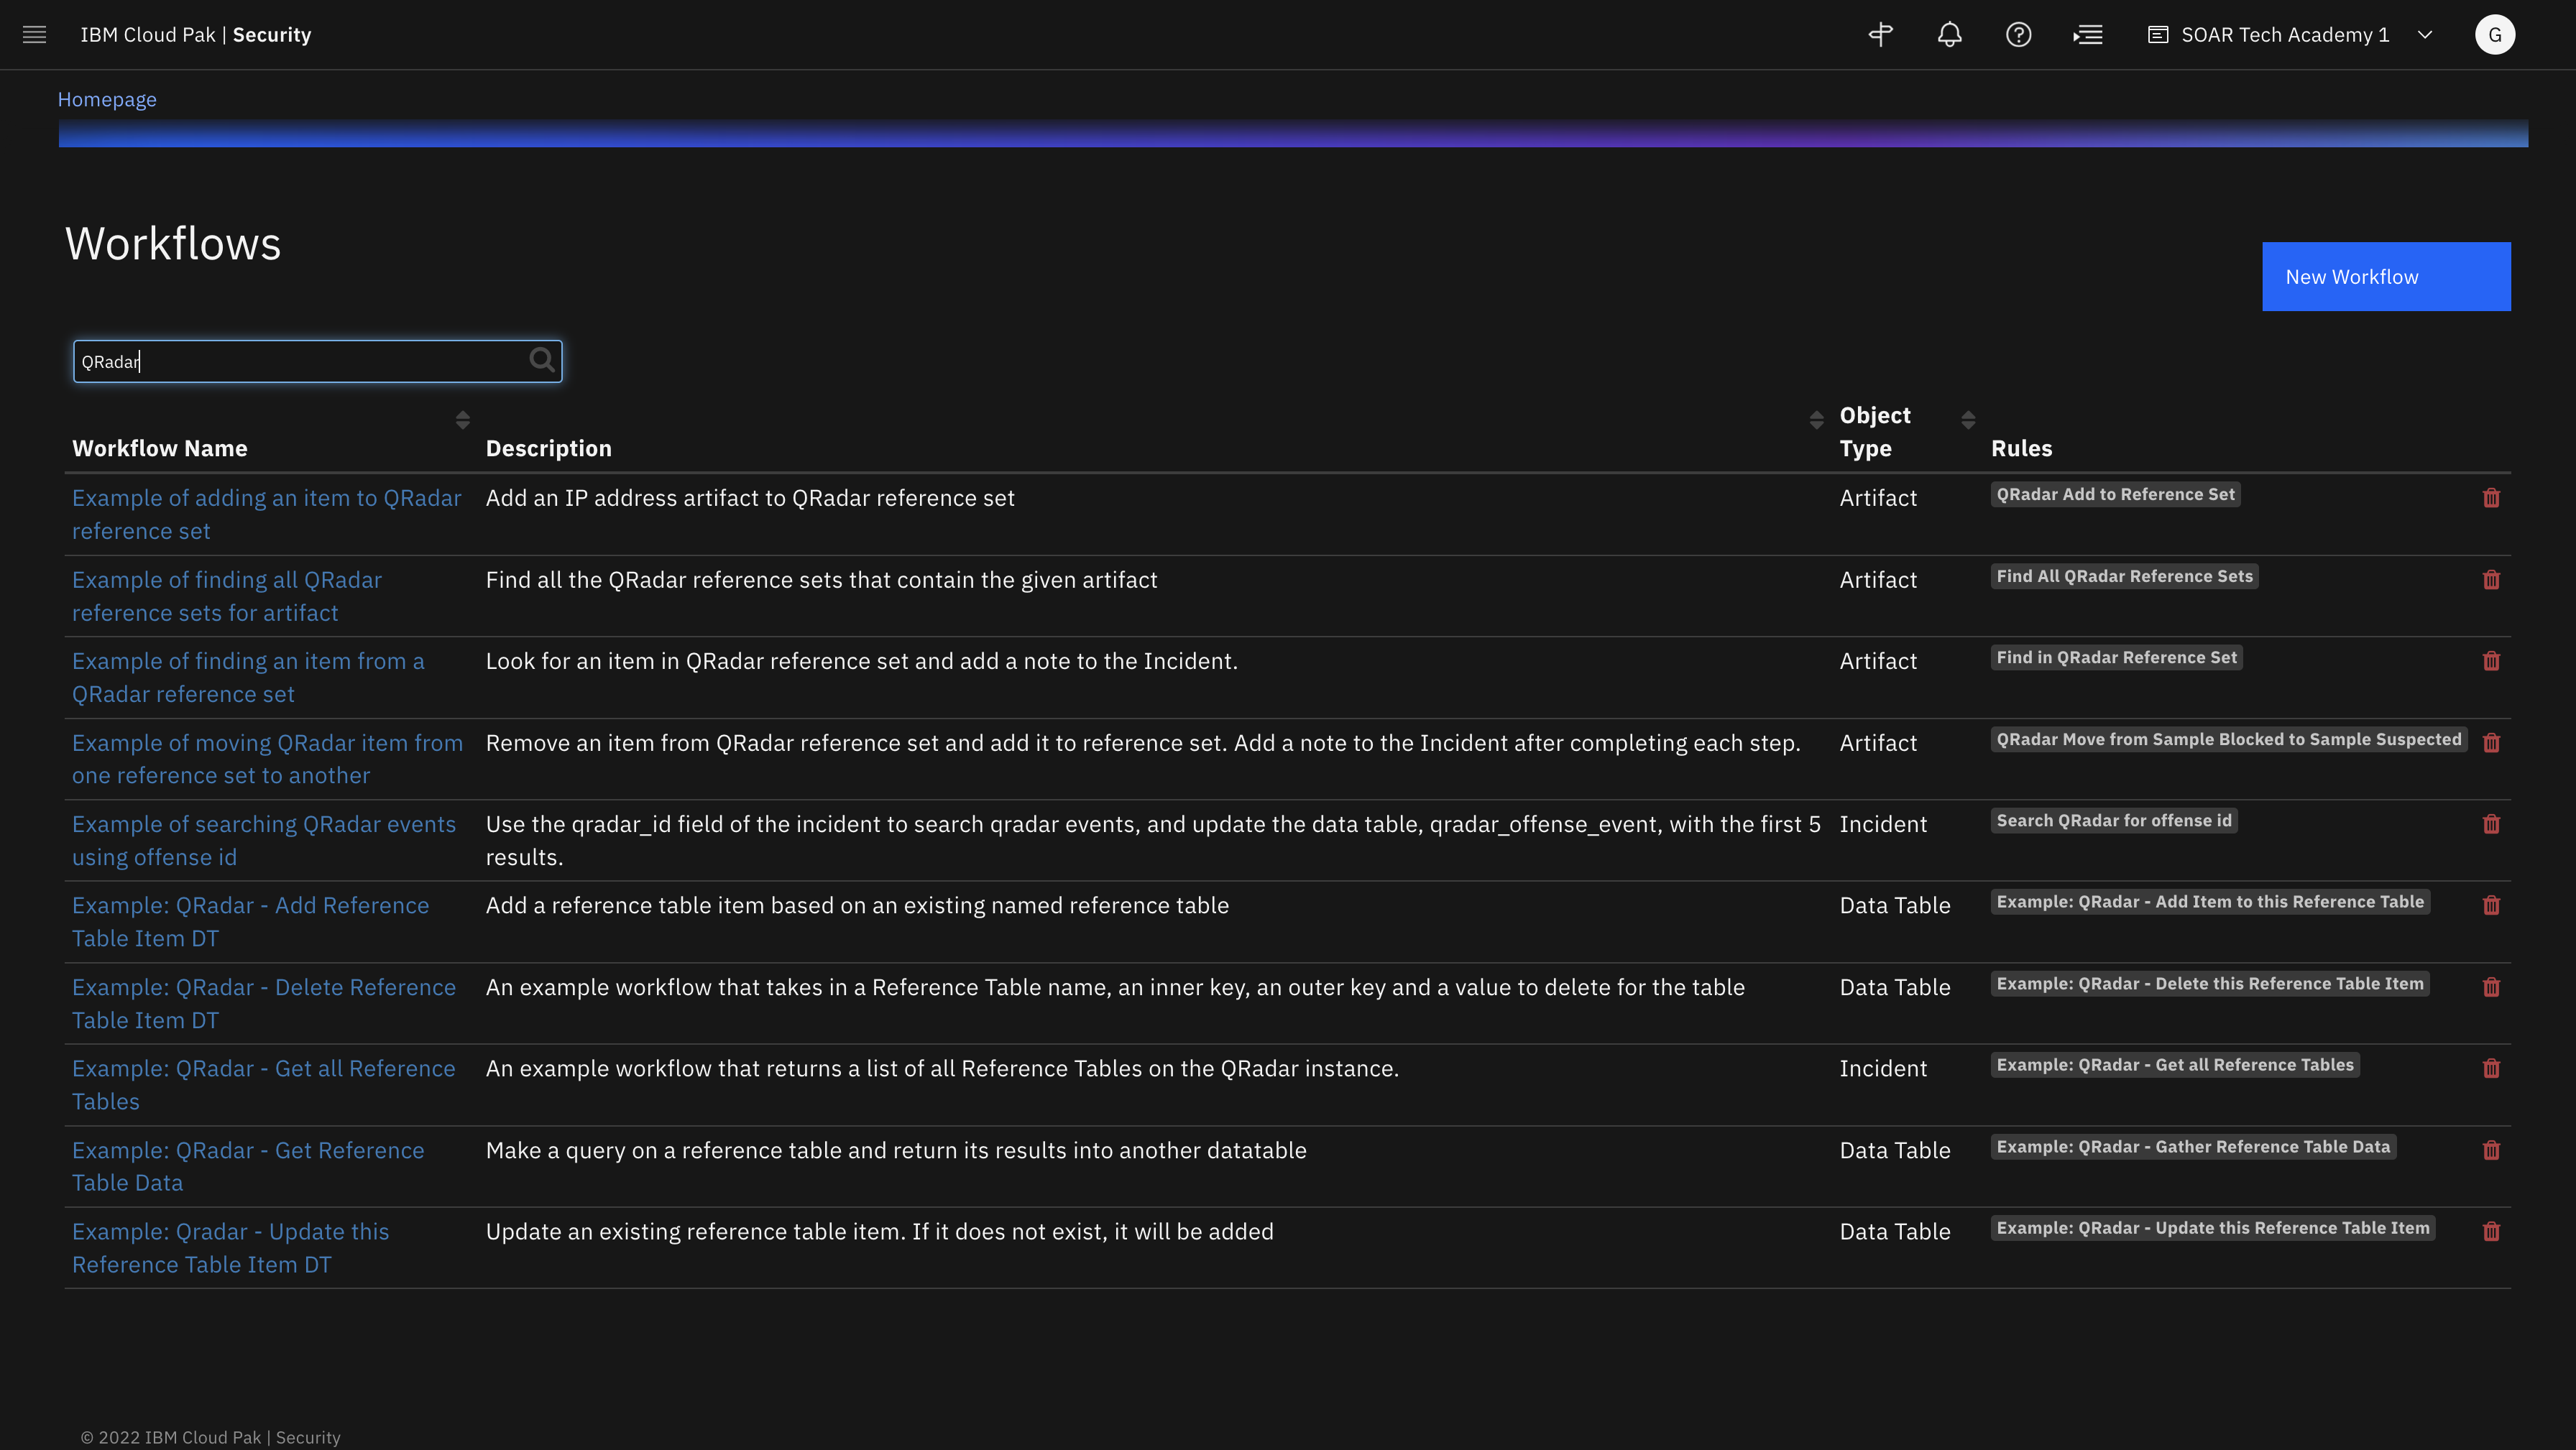 IBM Cloud Pak | Security
SOAR Tech Academy 1
G
Homepage
Workflows
New Workflow
QRadar
Workflow Name
Description
Object
Type
Rules
Example of adding an item to QRadar
reference set
Add an IP address artifact to QRadar reference set
Artifact
QRadar Add to Reference Set
Example of finding all QRadar
reference sets for artifact
Find all the QRadar reference sets that contain the given artifact
Artifact
Find All QRadar Reference Sets
Example of finding an item from a
QRadar reference set
Look for an item in QRadar reference set and add a note to the Incident.
Artifact
Find in QRadar Reference Set
Example of moving QRadar item from
one reference set to another
Remove an item from QRadar reference set and add it to reference set. Add a note to the Incident after completing each step.
Artifact
QRadar Move from Sample Blocked to Sample Suspected
Example of searching QRadar events
using offense id
Use the qradar_id field of the incident to search qradar events, and update the data table, qradar_offense_event, with the first 5
results.
Incident
Search QRadar for offense id
Example: QRadar - Add Reference
Table Item DT
Add a reference table item based on an existing named reference table
Data Table
Example: QRadar - Add Item to this Reference Table
Example: QRadar - Delete Reference
Table Item DT
An example workflow that takes in a Reference Table name, an inner key, an outer key and a value to delete for the table
Data Table
Example: QRadar - Delete this Reference Table Item
Example: QRadar - Get all Reference
Tables
An example workflow that returns a list of all Reference Tables on the QRadar instance.
Incident
Example: QRadar - Get all Reference Tables
Example: QRadar - Get Reference
Table Data
Make a query on a reference table and return its results into another datatable
Data Table
Example: QRadar - Gather Reference Table Data
Example: Qradar - Update this
Reference Table Item DT
Update an existing reference table item. If it does not exist, it will be added
Data Table
Example: QRadar - Update this Reference Table Item
© 2022 IBM Cloud Pak | Security